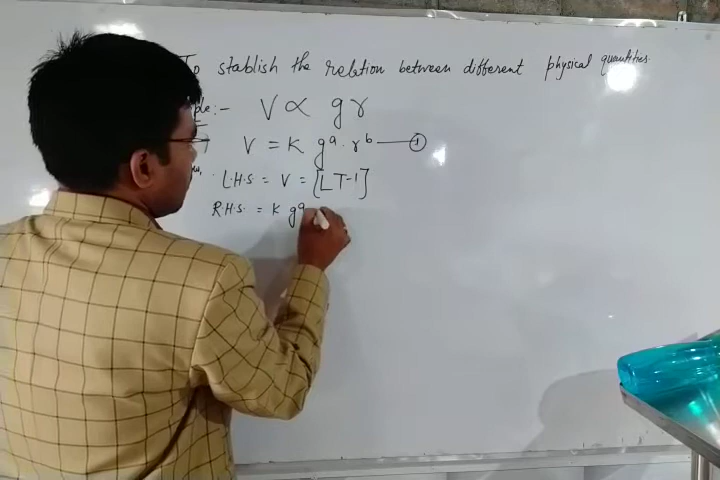 To stablish the relation between different physical quantities
V ∝ g r
V = K g^a . r^b —— ①
L.H.S = V = [LT-1]
R.H.S. = K g^a